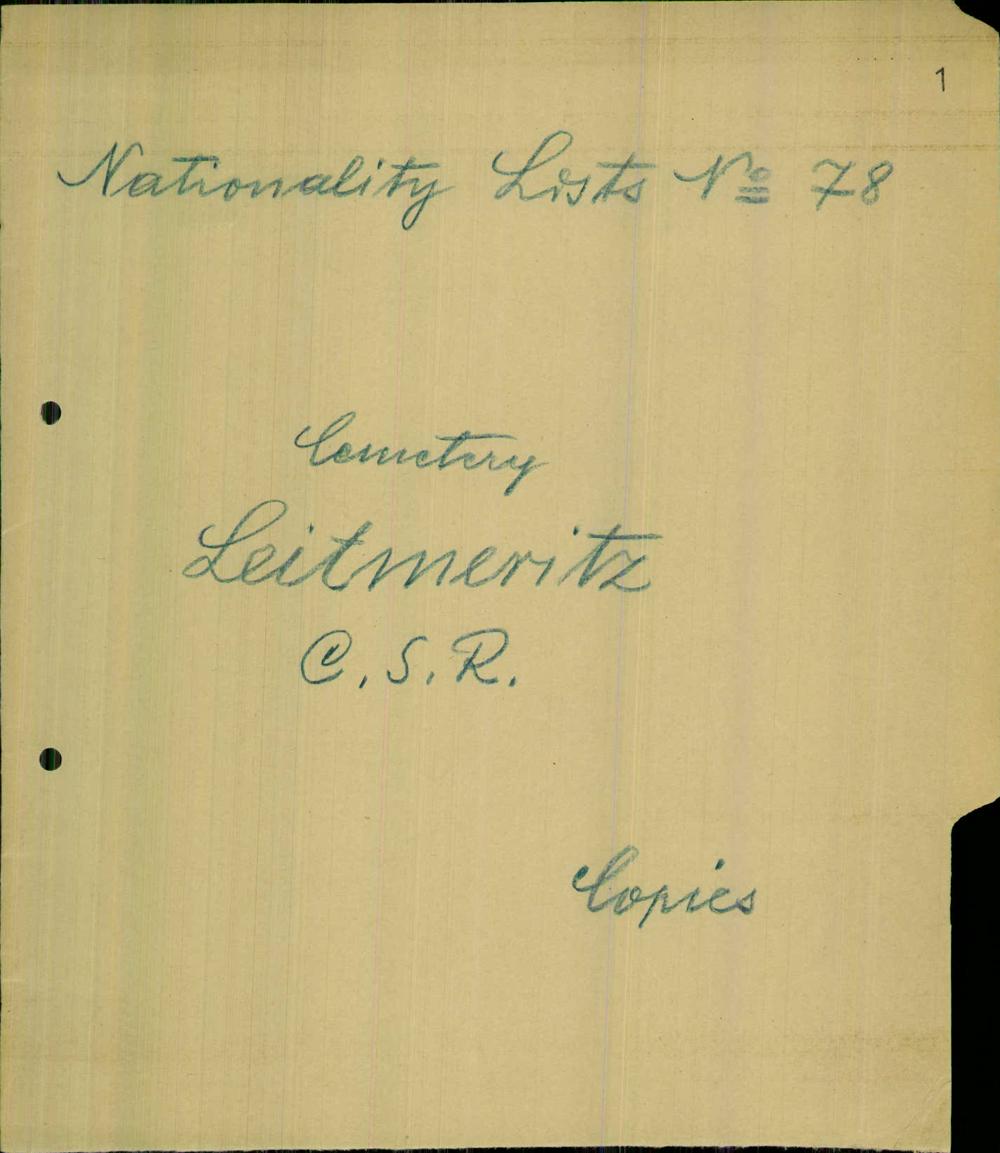 1
Nationality Lists Nº 78
Cemetery
Leitmeritz
C.S.R.
Copies